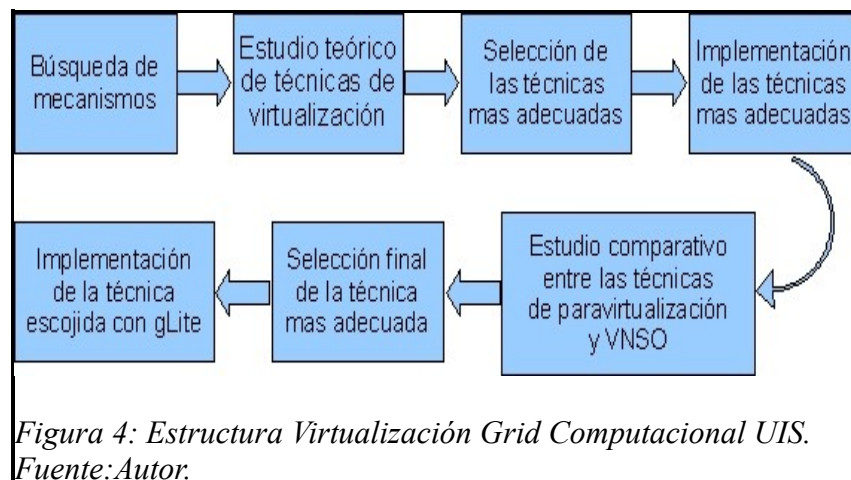 Búsqueda de
mecanismos
Estudio teórico
de técnicas de
virtualización
Selección de
las técnicas
mas adecuadas
Implementación
de las técnicas
mas adecuadas
Estudio comparativo
entre las técnicas
de paravirtualización
y VNSO
Selección final
de la técnica
mas adecuada
Implementación
de la técnica
escojida con gLite
Figura 4: Estructura Virtualización Grid Computacional UIS.
Fuente:Autor.